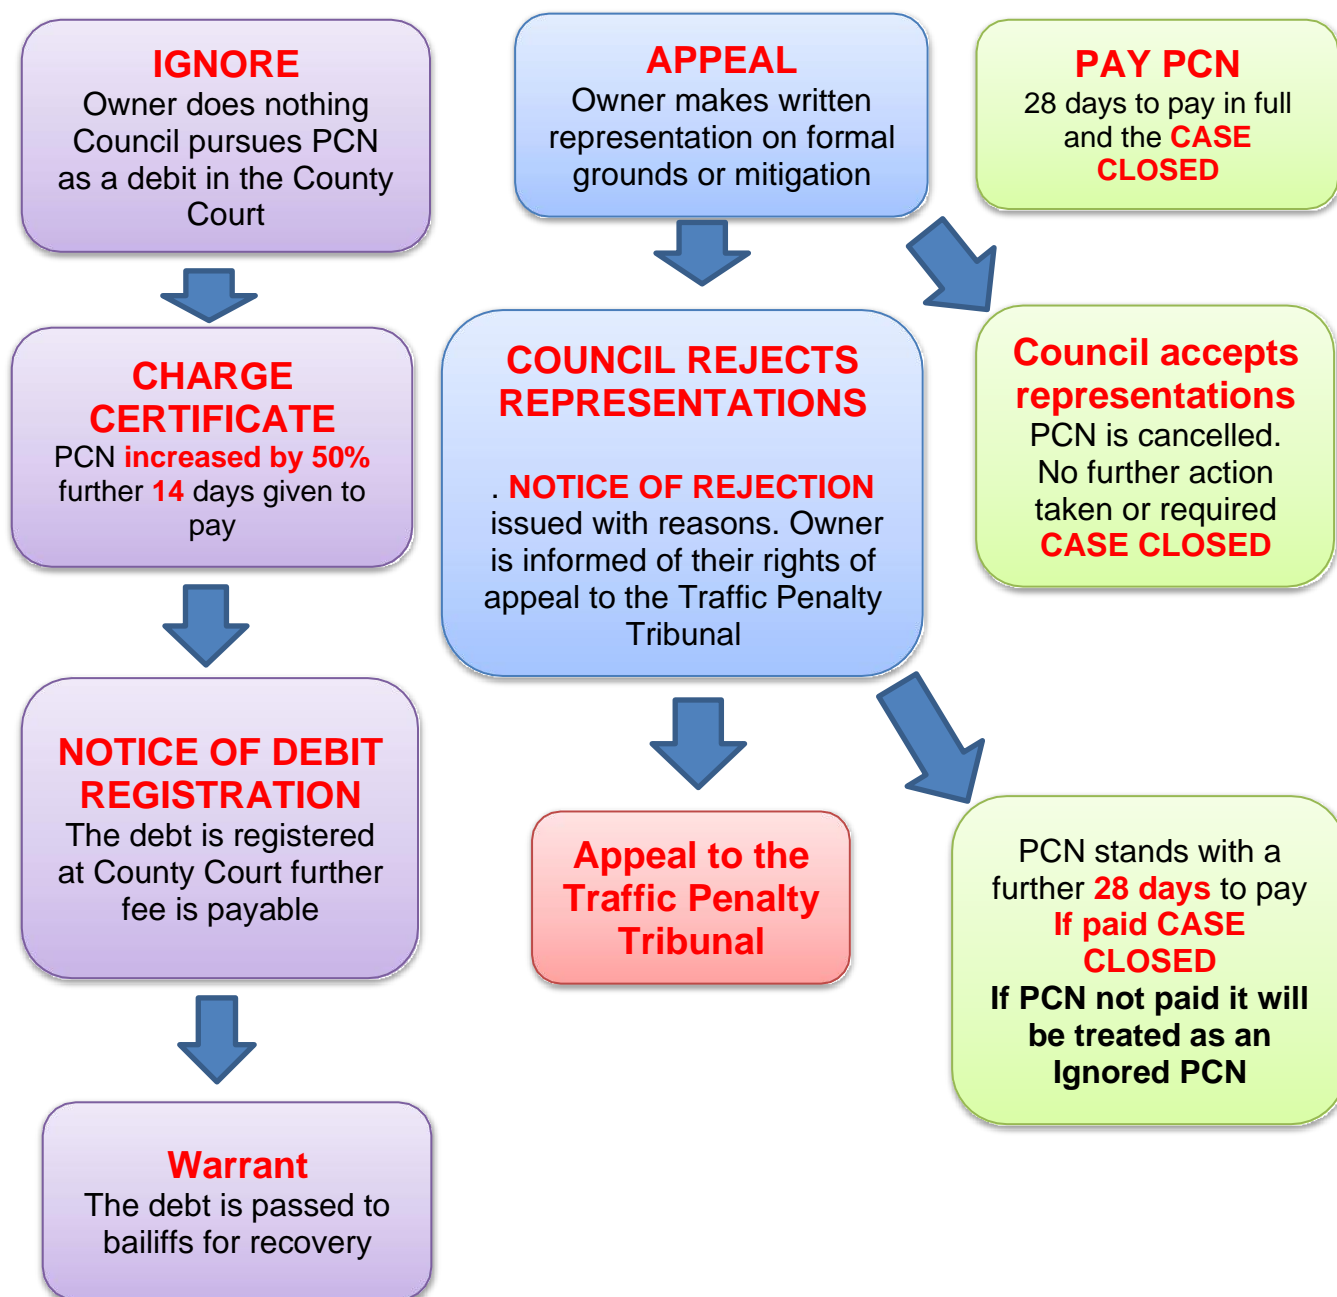 IGNORE
Owner does nothing
Council pursues PCN
as a debit in the County
Court
APPEAL
Owner makes written
representation on formal
grounds or mitigation
PAY PCN
28 days to pay in full
and the CASE
CLOSED
CHARGE
CERTIFICATE
PCN increased by 50%
further 14 days given to
pay
COUNCIL REJECTS
REPRESENTATIONS
. NOTICE OF REJECTION
issued with reasons. Owner
is informed of their rights of
appeal to the Traffic Penalty
Tribunal
Council accepts
representations
PCN is cancelled.
No further action
taken or required
CASE CLOSED
NOTICE OF DEBIT
REGISTRATION
The debt is registered
at County Court further
fee is payable
Appeal to the
Traffic Penalty
Tribunal
PCN stands with a
further 28 days to pay
If paid CASE
CLOSED
If PCN not paid it will
be treated as an
Ignored PCN
Warrant
The debt is passed to
bailiffs for recovery